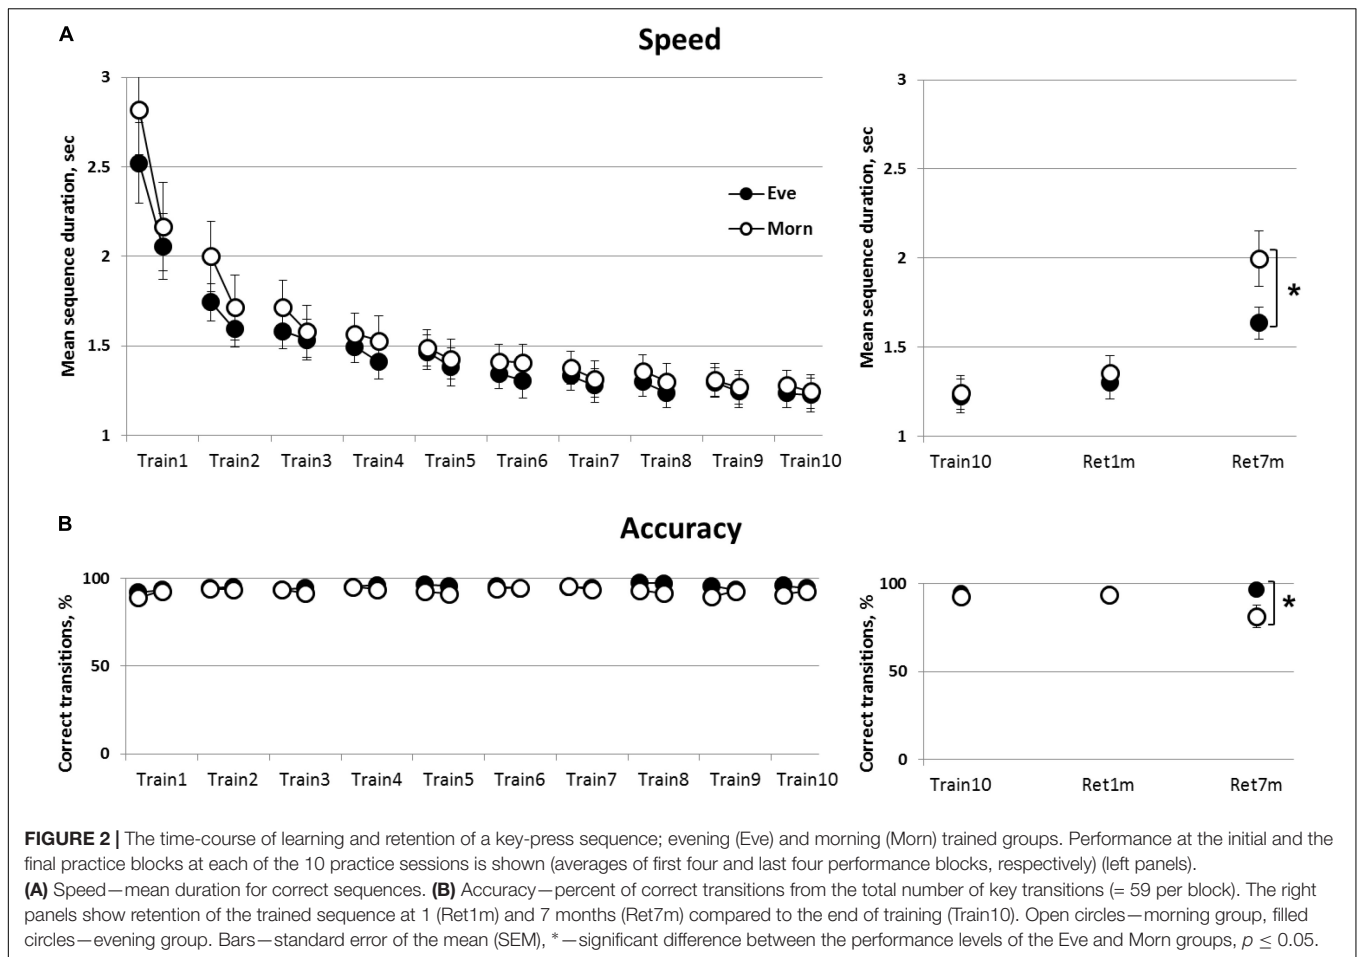 A
Speed
3
2.5
2
1.5
1
Mean sequence duration, sec
Eve
Morn
Train1 Train2 Train3 Train4 Train5 Train6 Train7 Train8 Train9 Train10
3
2.5
2
1.5
1
Mean sequence duration, sec
*
Train10 Ret1m Ret7m
B
Accuracy
100
50
0
Correct transitions, %
Train1 Train2 Train3 Train4 Train5 Train6 Train7 Train8 Train9 Train10
100
50
0
Correct transitions, %
*
Train10 Ret1m Ret7m
FIGURE 2 | The time-course of learning and retention of a key-press sequence; evening (Eve) and morning (Morn) trained groups. Performance at the initial and the
final practice blocks at each of the 10 practice sessions is shown (averages of first four and last four performance blocks, respectively) (left panels).
(A) Speed—mean duration for correct sequences. (B) Accuracy—percent of correct transitions from the total number of key transitions (= 59 per block). The right
panels show retention of the trained sequence at 1 (Ret1m) and 7 months (Ret7m) compared to the end of training (Train10). Open circles—morning group, filled
circles—evening group. Bars—standard error of the mean (SEM), *—significant difference between the performance levels of the Eve and Morn groups, p ≤ 0.05.